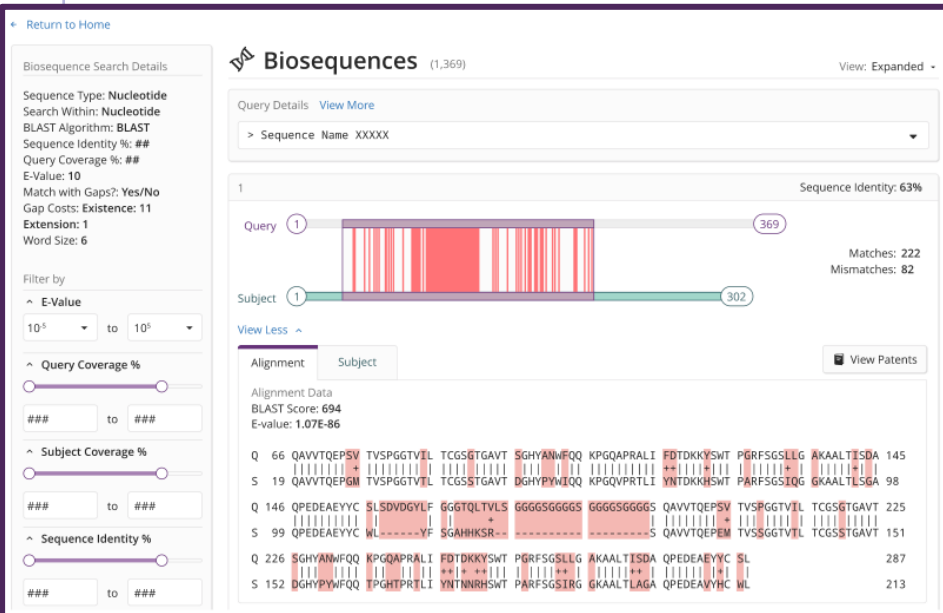 Return to Home
Biosequence Search Details
Sequence Type: Nucleotide
Search Within: Nucleotide
BLAST Algorithm: BLAST
Sequence Identity %: ##
Query Coverage %: ##
E-Value: 10
Match with Gaps?: Yes/No
Gap Costs: Existence: 11
Extension: 1
Word Size: 6
Filter by
E-Value
10⁻⁵ to 10⁵
Query Coverage %
### to ###
Subject Coverage %
### to ###
Sequence Identity %
### to ###
Biosequences (1,369)
View: Expanded
Query Details View More
> Sequence Name XXXXX
1 Sequence Identity: 63%
Query 1 369
Matches: 222
Mismatches: 82
Subject 1 302
View Less
Alignment Subject View Patents
Alignment Data
BLAST Score: 694
E-value: 1.07E-86
Q 66 QAVVTQEPSV TVSPGGTVIL TCGSGTGAVT SGHYANWFQQ KPGQAPRALI FDTDKKYSWT PGRFSGSLLG AKAALTISDA 145
S 19 QAVVTQEPGM TVSPGGTVTL TCGSSTGAVT DGHYPYWIQQ KPGQVPRTLI YNTDKKHSWT PARFSGSIQG GKAALTLSGA 98
Q 146 QPEDEAEYYC SLSDVDGYLF GGGTQLTVLS GGGGSGGGGS GGGGSGGGGS QAVVTQEPSV TVSPGGTVIL TCGSGTGAVT 225
S 99 QPEDEAEYYC WL------YF SGAHHKSR-- ---------- ---------- QAVVTQEPEM TVSSGGTVTL TCGSSTGAVT 151
Q 226 SGHYANWFQQ KPGQAPRALI FDTDKKYSWT PGRFSGSLLG AKAALTISDA QPEDEAEYYC SL 287
S 152 DGHYPYWFQQ TPGHTPRTLI YNTNNRHSWT PARFSGSIRG GKAALTLAGA QPEDEAVYHC WL 213